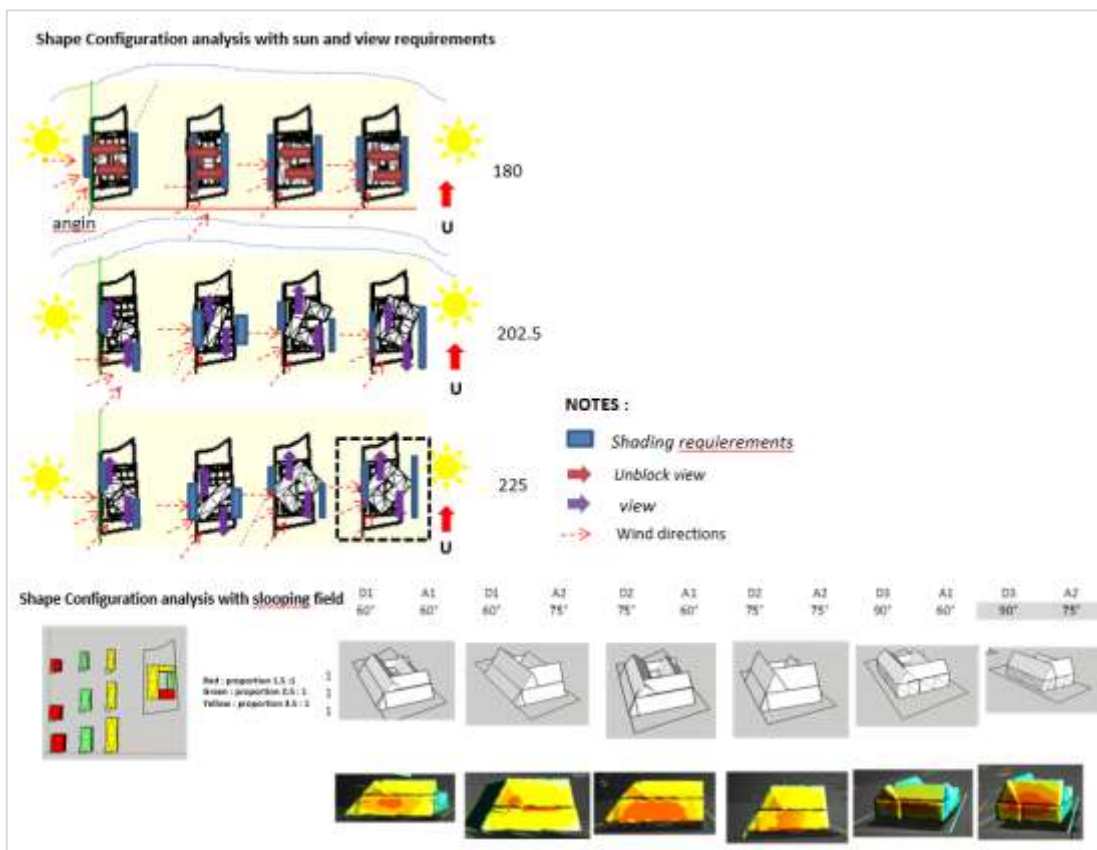 Shape Configuration analysis with sun and view requirements
180
angin
U
202.5
U
NOTES :
Shading requierements
Unblock view
225
view
Wind directions
U
Shape Configuration analysis with slooping field
D1 A1 D1 A2 D2 A1 D2 A2 D3 A1 D3 A2
60° 60° 60° 75° 75° 60° 75° 75° 90° 60° 90° 75°
Red : proportion 1.5 :1
Green : proportion 2.5 : 1
Yellow : proportion 3.5 : 1
1
1
1